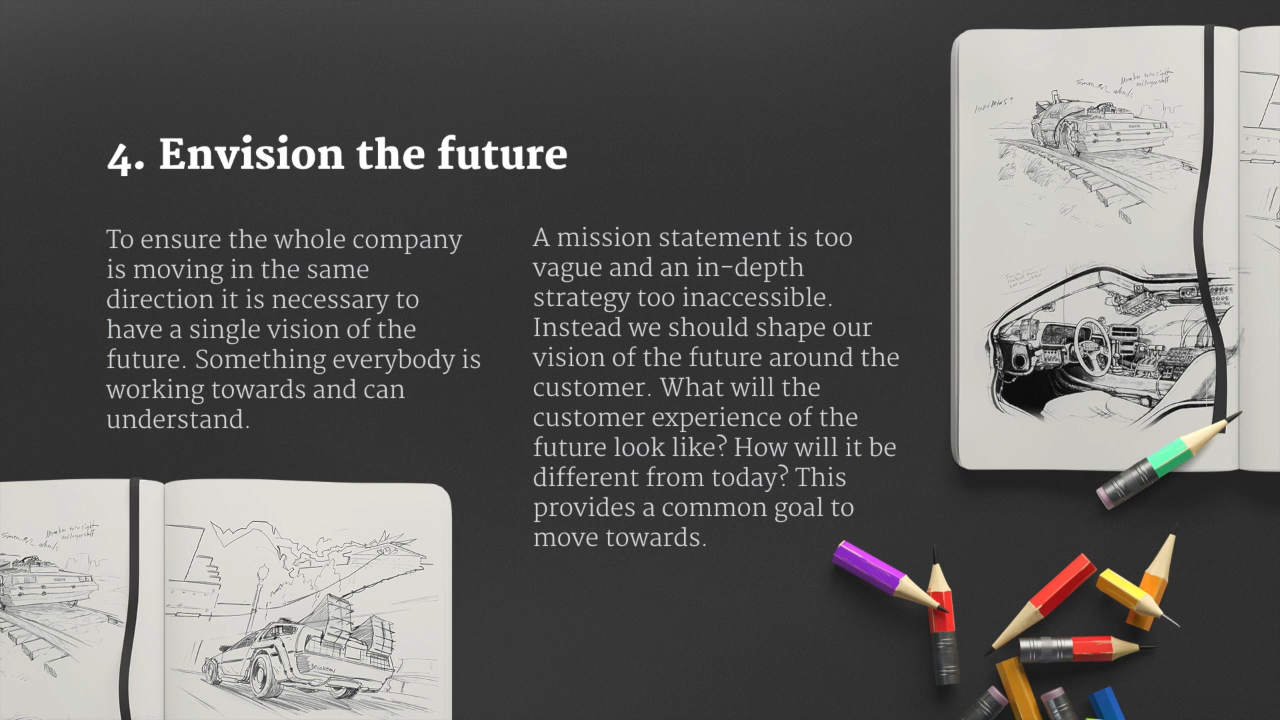 4. Envision the future
To ensure the whole company
is moving in the same
direction it is necessary to
have a single vision of the
future. Something everybody is
working towards and can
understand.
A mission statement is too
vague and an in-depth
strategy too inaccessible.
Instead we should shape our
vision of the future around the
customer. What will the
customer experience of the
future look like? How will it be
different from today? This
provides a common goal to
move towards.